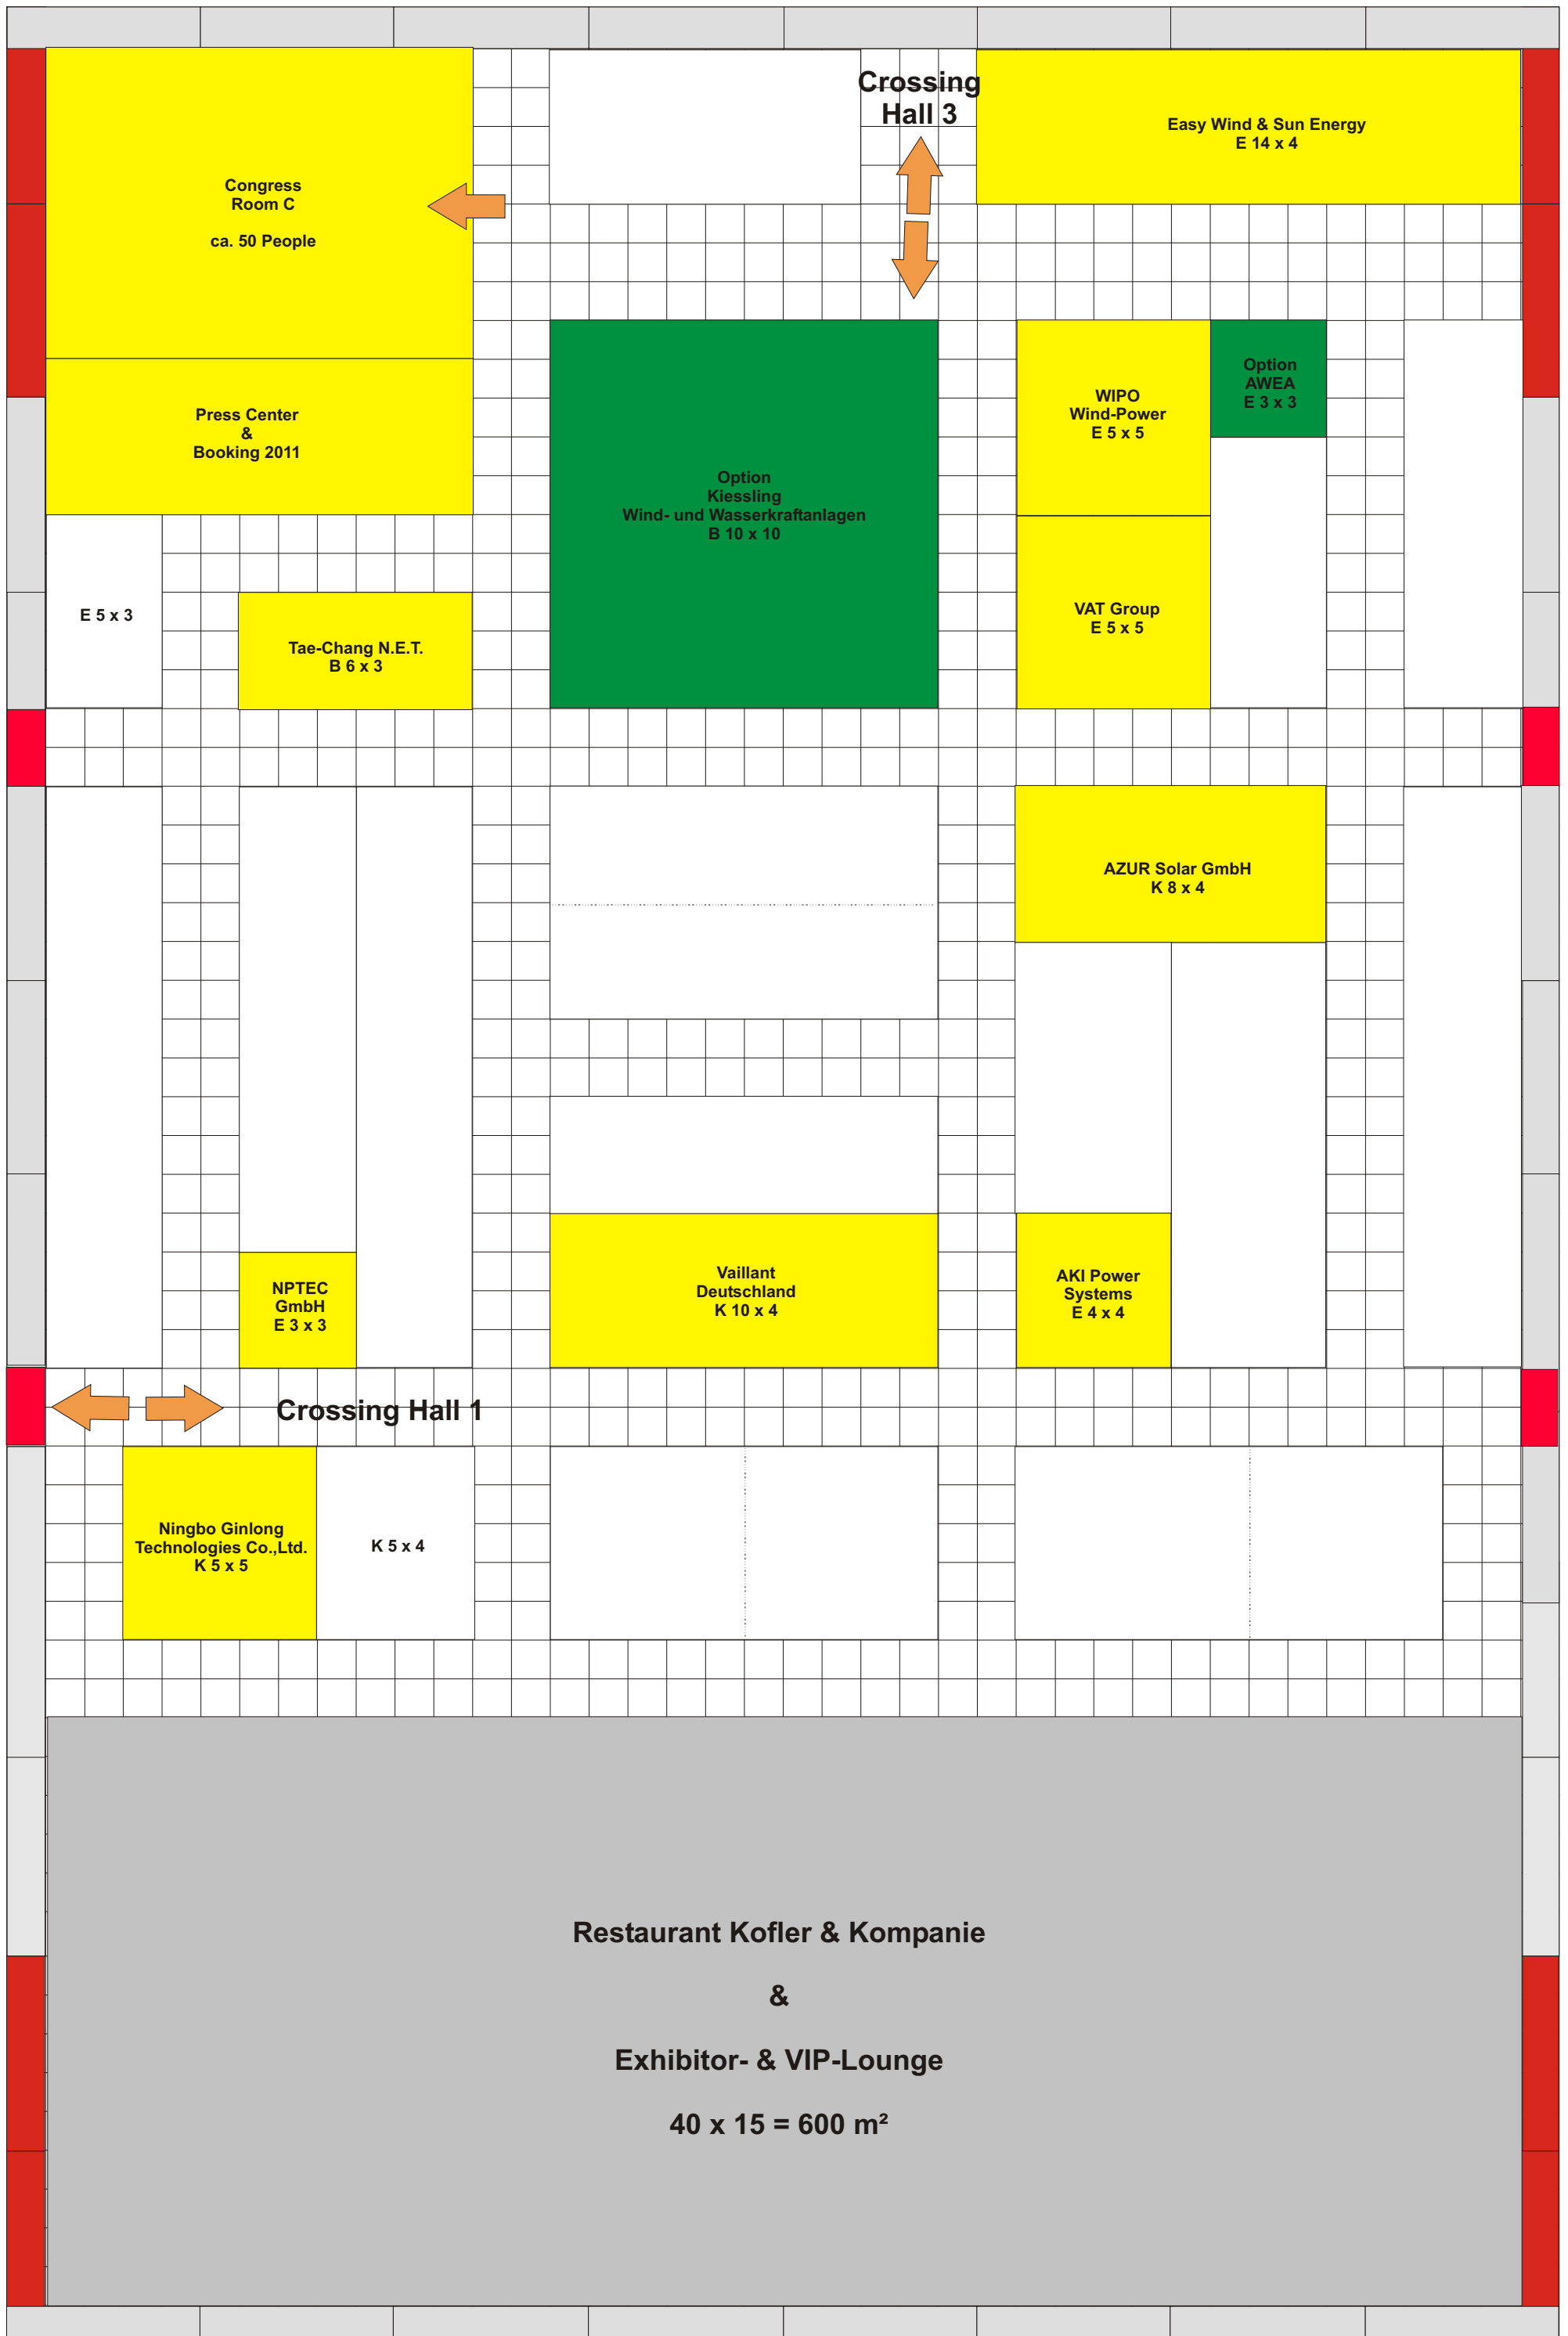 Crossing
Hall 3
Easy Wind & Sun Energy
E 14 x 4
Congress
Room C
ca. 50 People
Press Center
&
Booking 2011
Option
Kiessling
Wind- und Wasserkraftanlagen
B 10 x 10
WIPO
Wind-Power
E 5 x 5
Option
AWEA
E 3 x 3
E 5 x 3
Tae-Chang N.E.T.
B 6 x 3
VAT Group
E 5 x 5
AZUR Solar GmbH
K 8 x 4
NPTEC
GmbH
E 3 x 3
Vaillant
Deutschland
K 10 x 4
AKI Power
Systems
E 4 x 4
Crossing Hall 1
Ningbo Ginlong
Technologies Co.,Ltd.
K 5 x 5
K 5 x 4
Restaurant Kofler & Kompanie
&
Exhibitor- & VIP-Lounge
40 x 15 = 600 m²